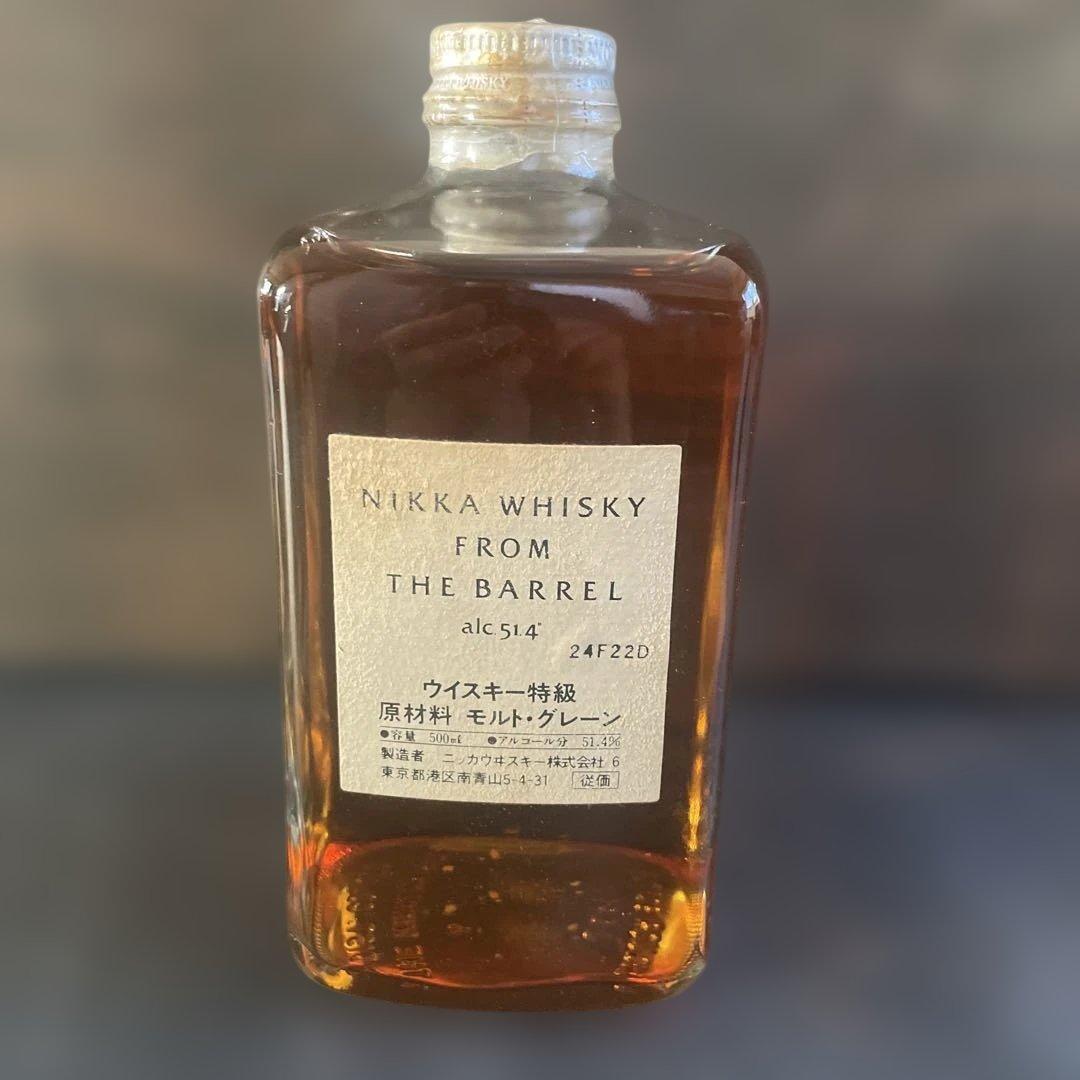 WHISKY
NIKKA WHISKY
FROM
THE BARREL
alc. 51.4°
24F22D
ウイスキー特級
原材料 モルト・グレーン
●容量 500㎖ ●アルコール分 51.4%
製造者 ニッカウヰスキー株式会社 6
東京都港区南青山5-4-31 従価